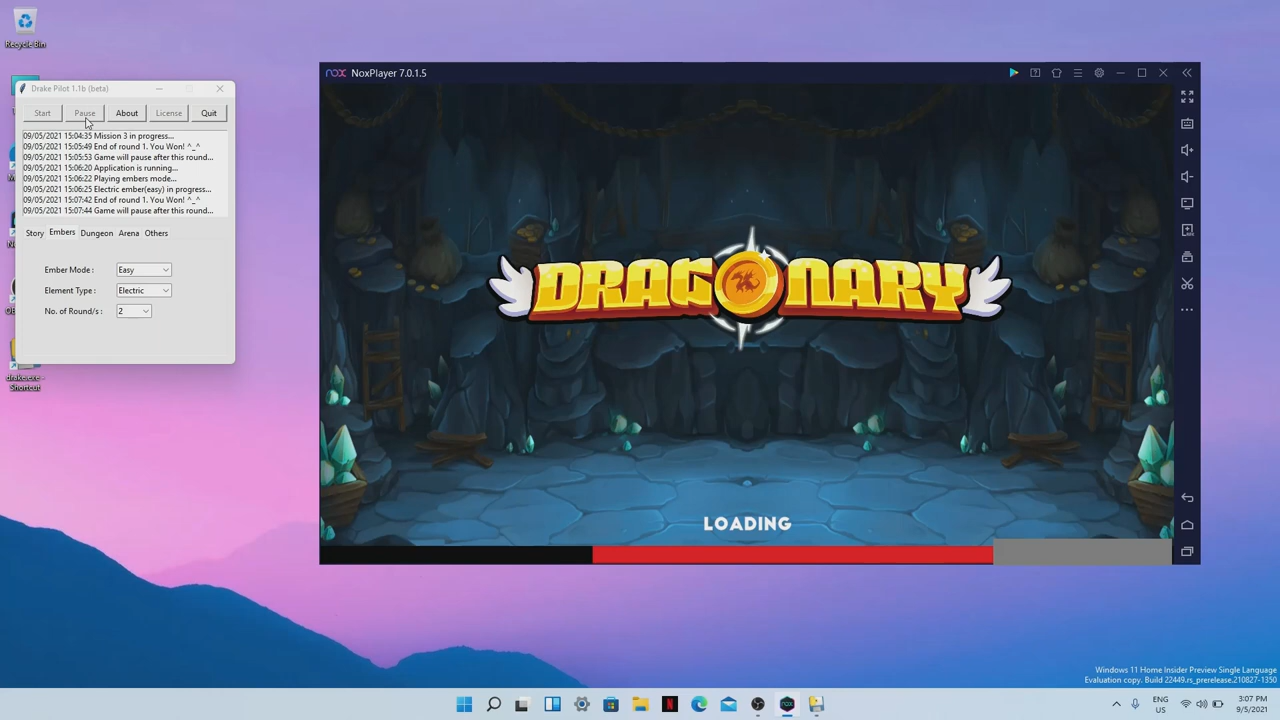 Recycle Bin
Drake Pilot 1.1b (beta)
Start Pause About License Quit
09/05/2021 15:04:35 Mission 3 in progress...
09/05/2021 15:05:49 End of round 1. You Won! ^_^
09/05/2021 15:05:53 Game will pause after this round...
09/05/2021 15:06:20 Application is running...
09/05/2021 15:06:22 Playing embers mode...
09/05/2021 15:06:25 Electric ember(easy) in progress...
09/05/2021 15:07:42 End of round 1. You Won! ^_^
09/05/2021 15:07:44 Game will pause after this round...
Story Embers Dungeon Arena Others
Ember Mode : Easy
Element Type : Electric
No. of Round/s : 2
drake.exe -
Shortcut
nox NoxPlayer 7.0.1.5
DRAGONARY
LOADING
Windows 11 Home Insider Preview Single Language
Evaluation copy. Build 22449.rs_prerelease.210827-1350
ENG
US
3:07 PM
9/5/2021